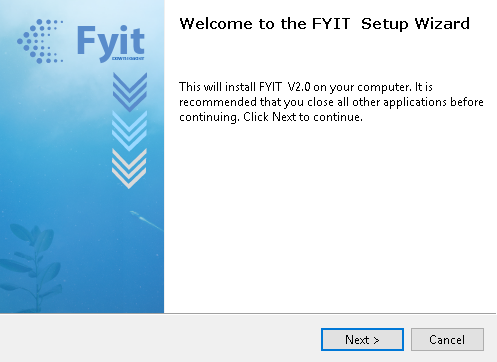 Fyit
Welcome to the FYIT Setup Wizard
This will install FYIT V2.0 on your computer. It is
recommended that you close all other applications before
continuing. Click Next to continue.
Next >
Cancel